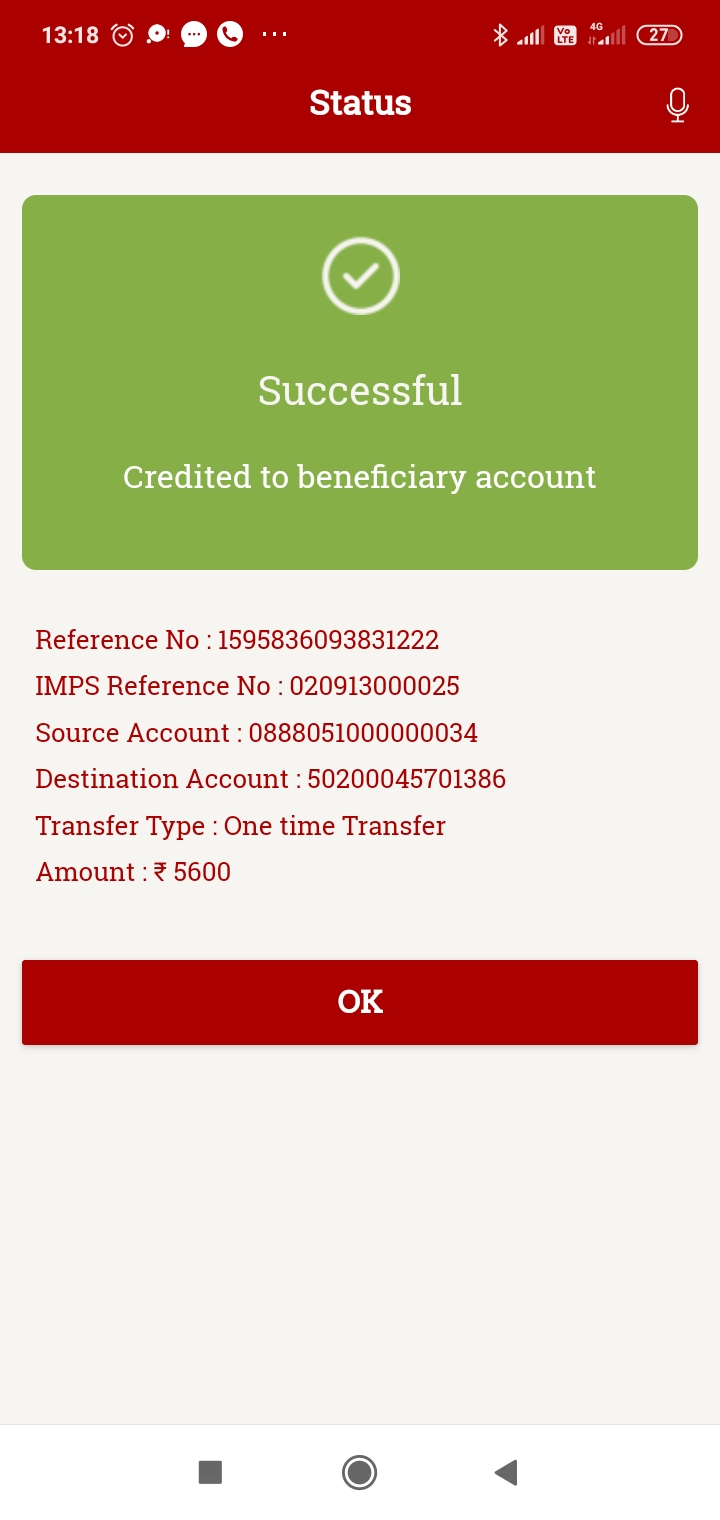 13:18
Vo LTE 4G 27
Status
Successful
Credited to beneficiary account
Reference No : 1595836093831222
IMPS Reference No : 020913000025
Source Account : 0888051000000034
Destination Account : 50200045701386
Transfer Type : One time Transfer
Amount : ₹ 5600
OK